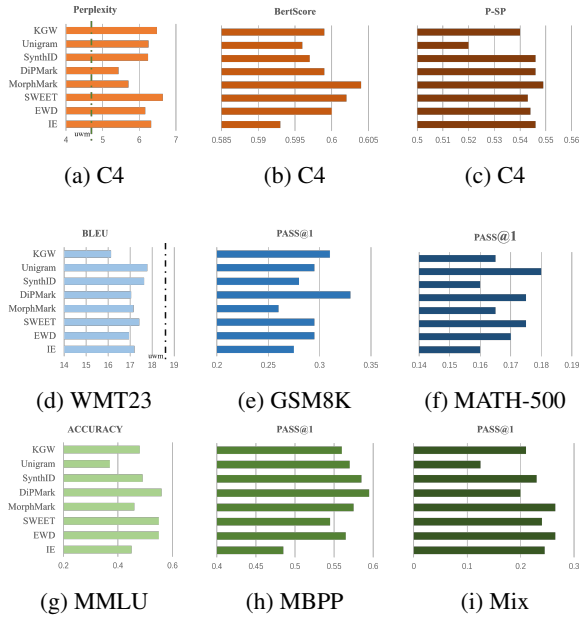 Perplexity
KGW
Unigram
SynthID
DiPMark
MorphMark
SWEET
EWD
IE
4 5 6 7
uwm
(a) C4
BertScore
0.585 0.59 0.595 0.6 0.605
(b) C4
P-SP
0.5 0.51 0.52 0.53 0.54 0.55 0.56
(c) C4
BLEU
KGW
Unigram
SynthID
DiPMark
MorphMark
SWEET
EWD
IE
14 15 16 17 18 19
uwm
(d) WMT23
PASS@1
0.2 0.25 0.3 0.35
(e) GSM8K
PASS@1
0.14 0.15 0.16 0.17 0.18 0.19
(f) MATH-500
ACCURACY
KGW
Unigram
SynthID
DiPMark
MorphMark
SWEET
EWD
IE
0.2 0.4 0.6
(g) MMLU
PASS@1
0.4 0.45 0.5 0.55 0.6
(h) MBPP
PASS@1
0 0.1 0.2 0.3
(i) Mix